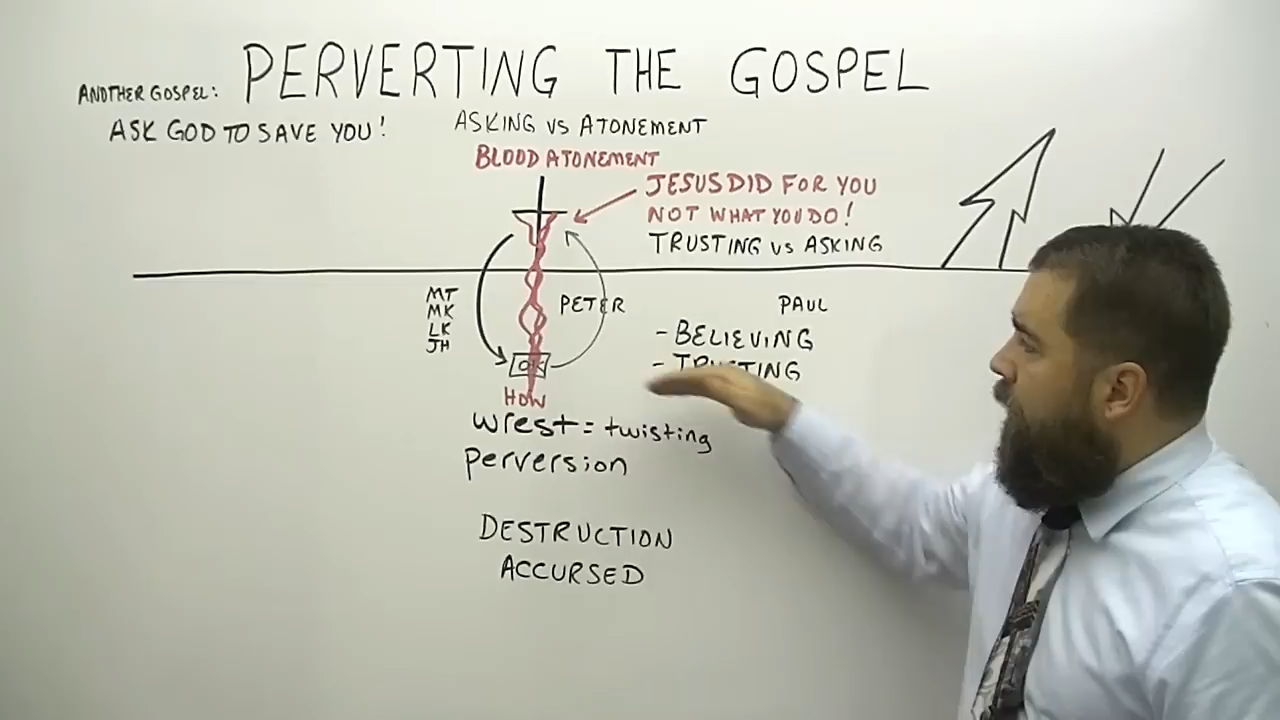 PERVERTING THE GOSPEL
ANOTHER GOSPEL:
ASK GOD TO SAVE YOU!
ASKING VS ATONEMENT
BLOOD ATONEMENT
JESUS DID FOR YOU
NOT WHAT YOU DO!
TRUSTING VS ASKING
MT
MK
LK
JH
PETER
PAUL
- BELIEVING
- TRUSTING
HOW
wrest = twisting
perversion
DESTRUCTION
ACCURSED